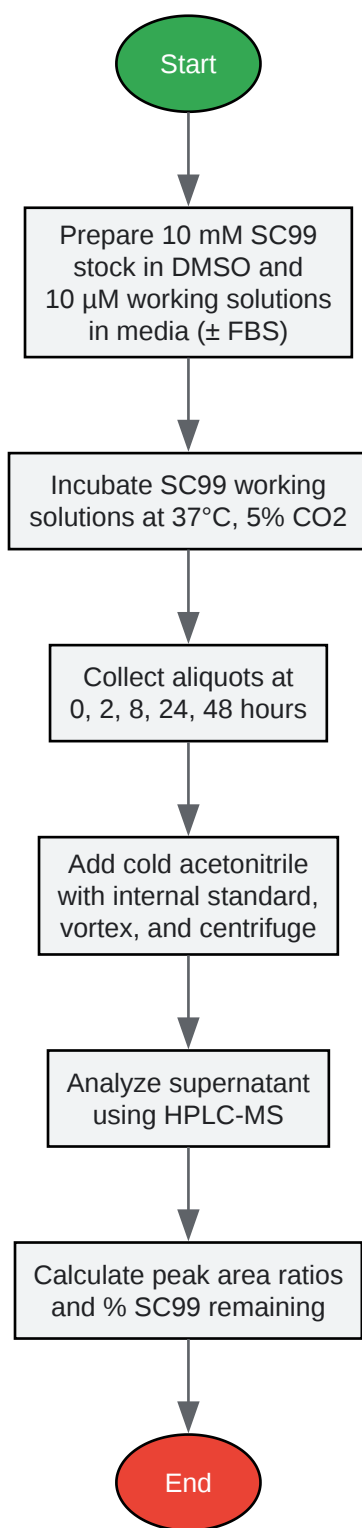 Start
Prepare 10 mM SC99
stock in DMSO and
10 µM working solutions
in media (± FBS)
Incubate SC99 working
solutions at 37°C, 5% CO2
Collect aliquots at
0, 2, 8, 24, 48 hours
Add cold acetonitrile
with internal standard,
vortex, and centrifuge
Analyze supernatant
using HPLC-MS
Calculate peak area ratios
and % SC99 remaining
End